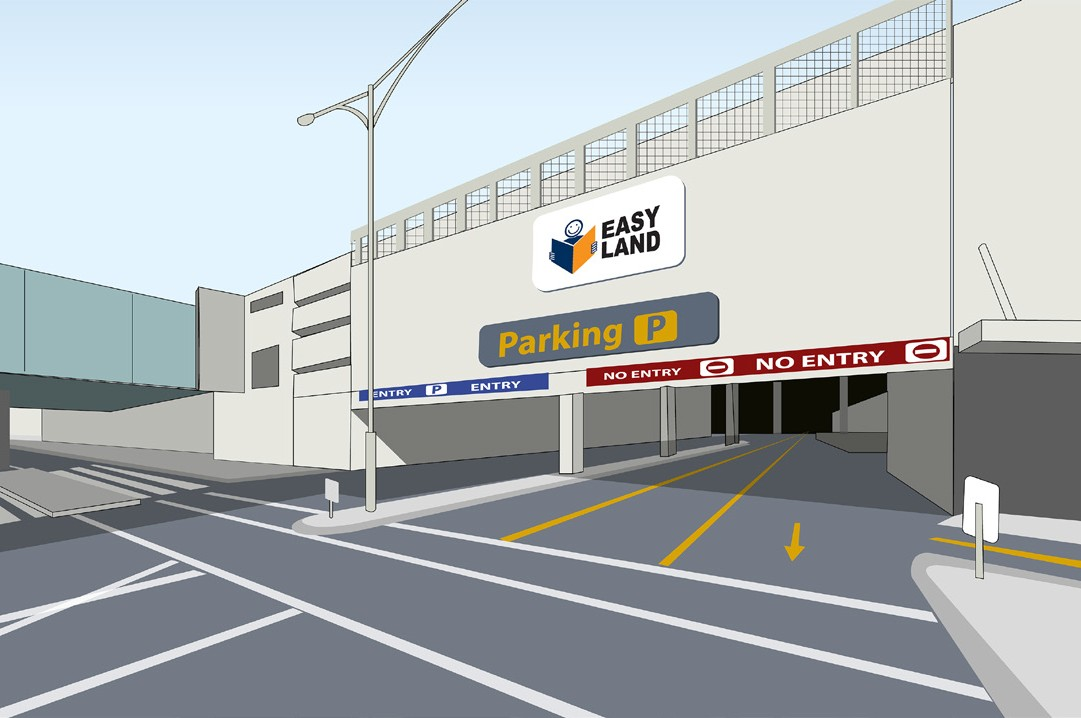 EASY
LAND
Parking P
ENTRY P ENTRY
NO ENTRY NO ENTRY